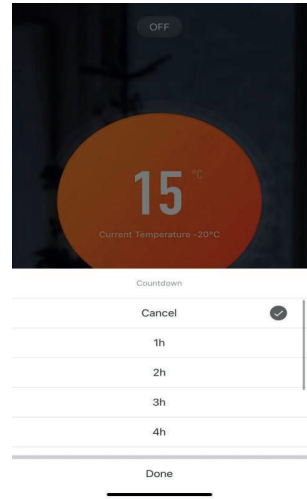 OFF
15 °C
Current Temperature -20°C
Countdown
Cancel
1h
2h
3h
4h
Done